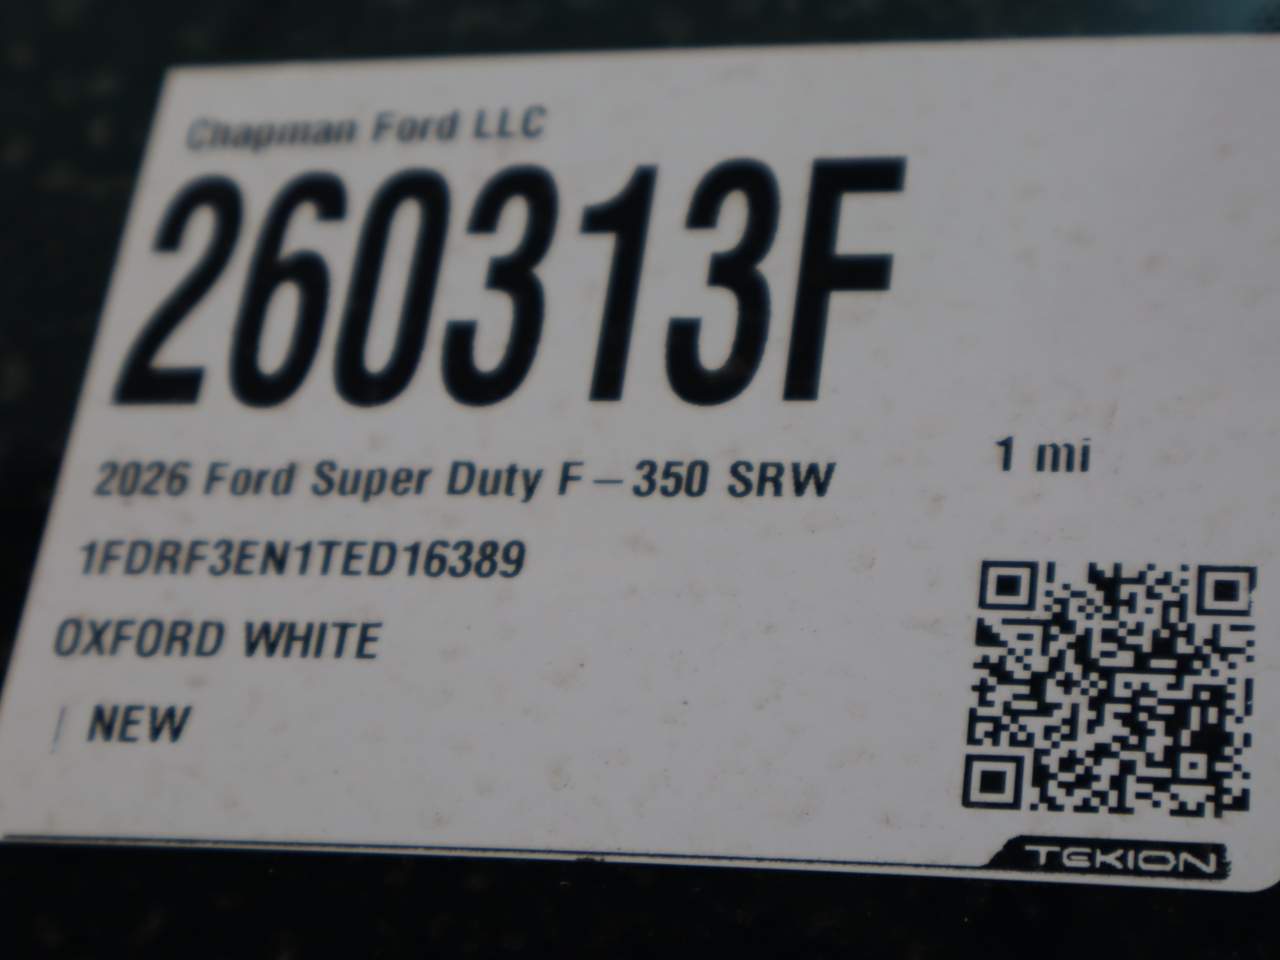 Chapman Ford LLC
260313F
2026 Ford Super Duty F-350 SRW
1 mi
1FDRF3EN1TED16389
OXFORD WHITE
| NEW
TEKION